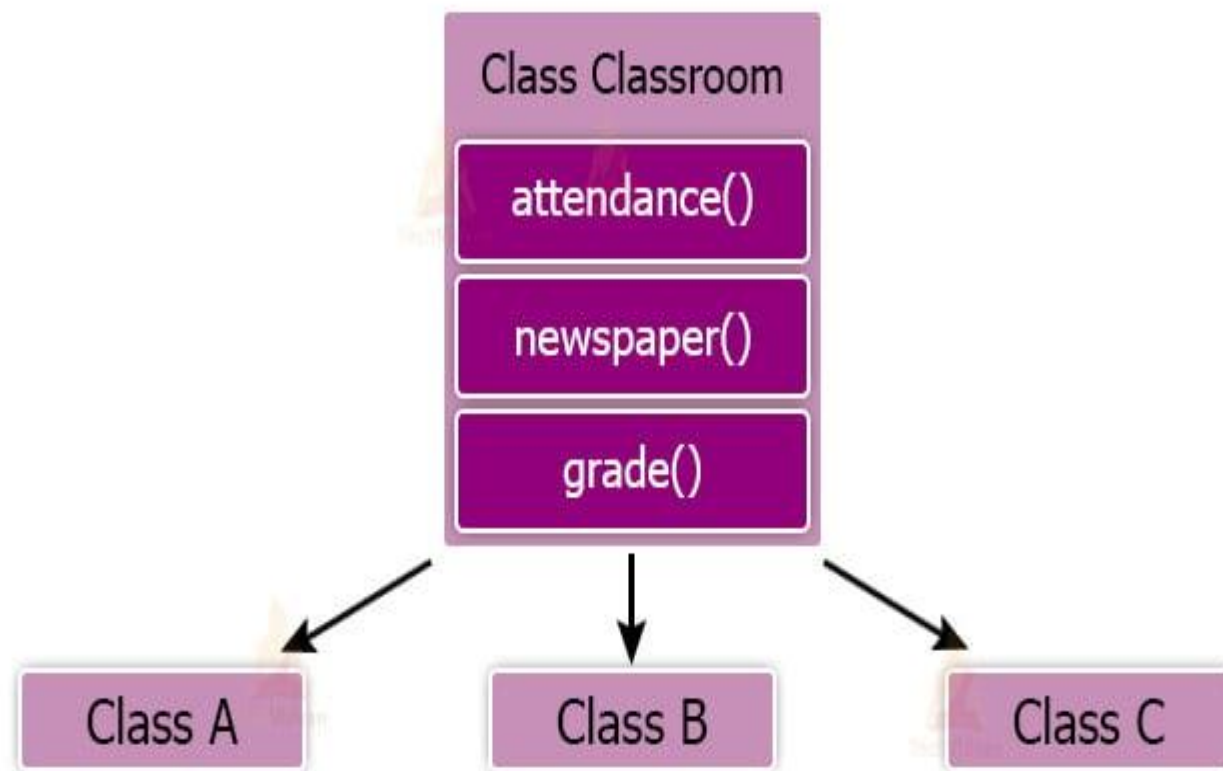 Class Classroom
attendance()
newspaper()
grade()
Class A
Class B
Class C